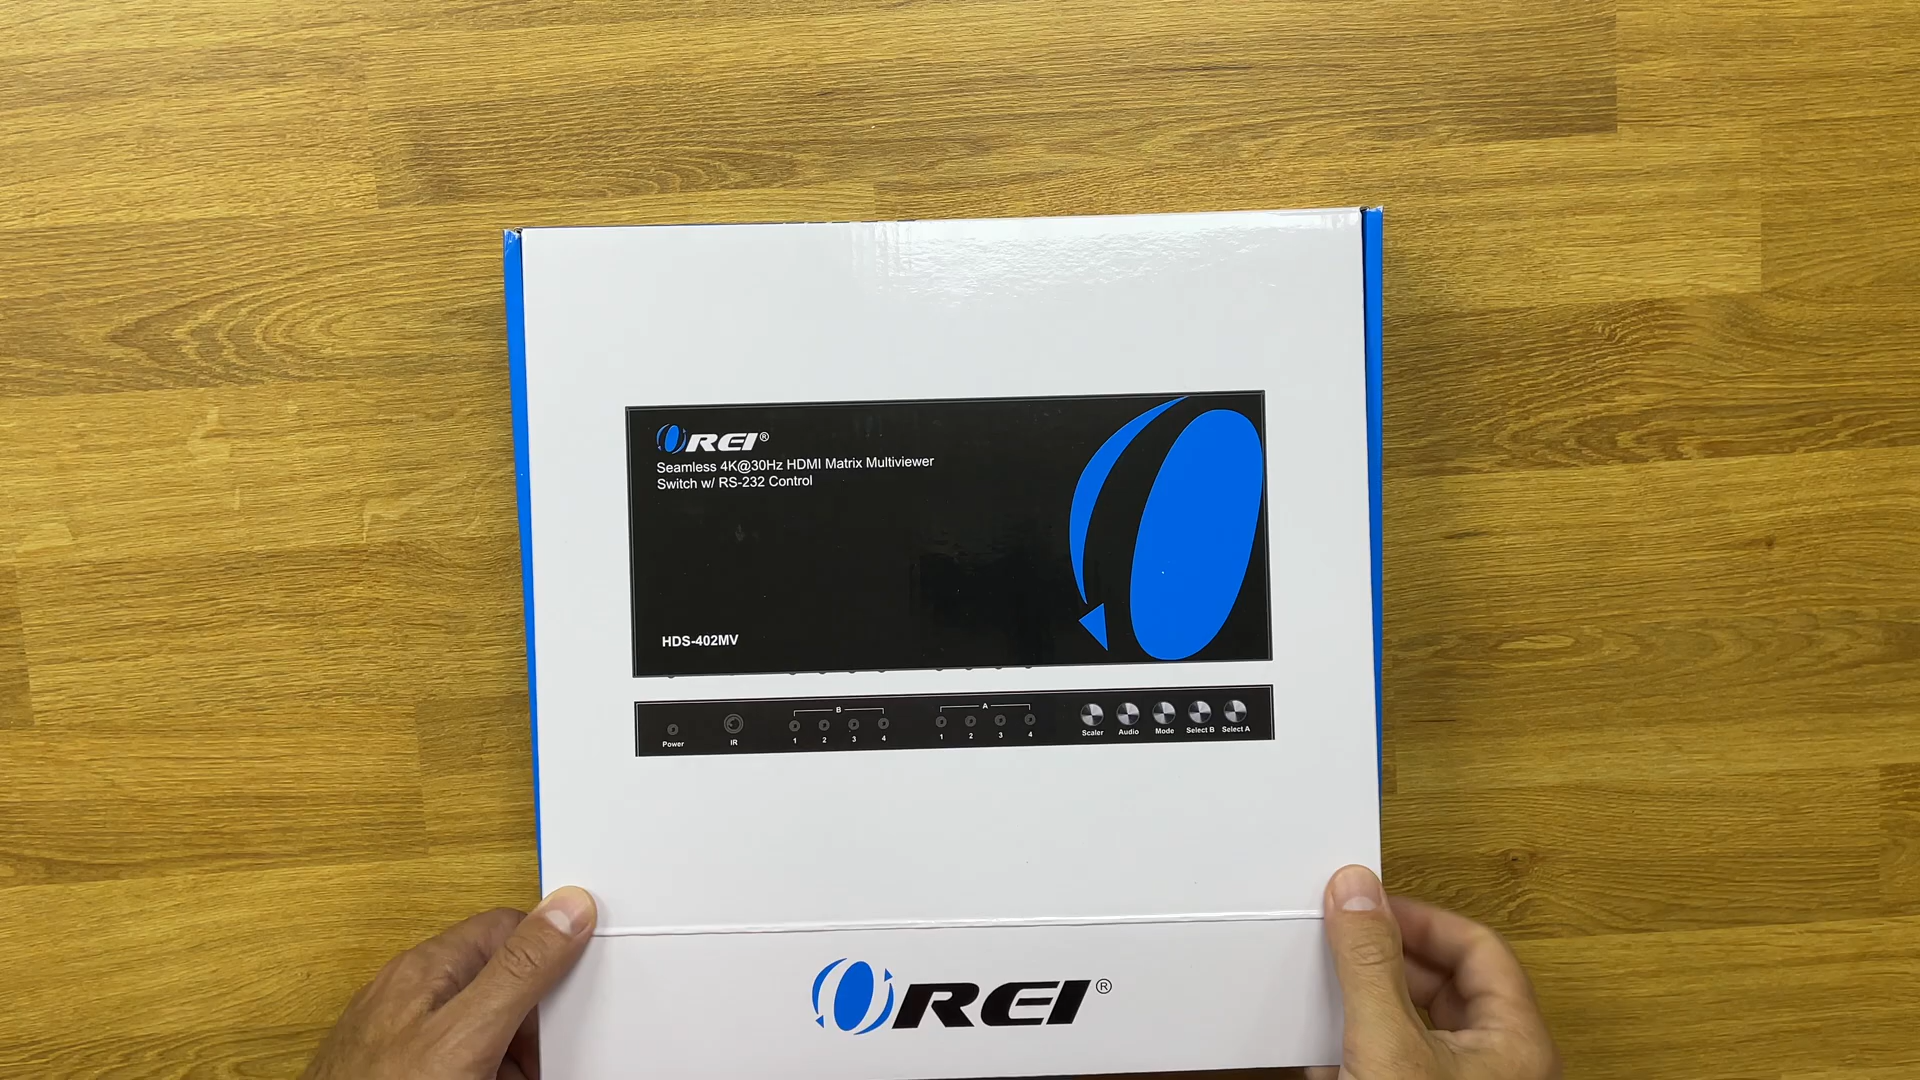 OREI®
Seamless 4K@30Hz HDMI Matrix Multiviewer
Switch w/ RS-232 Control
HDS-402MV
B
A
Power
IR
1 2 3 4
1 2 3 4
Scaler Audio Mode Select B Select A
OREI®